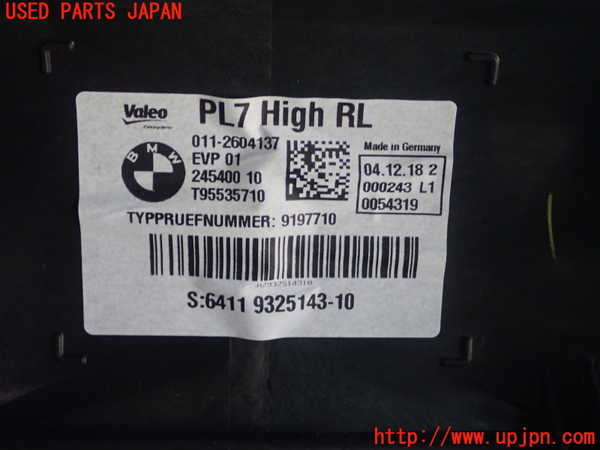 USED PARTS JAPAN
Valeo
PL7 High RL
011-2604137
EVP 01
BMW
245400 10
T95535710
Made in Germany
04.12.18 2
000243 L1
0054319
TYPPRUEFNUMMER: 9197710
S:6411 9325143-10
http://www.upjpn.com/